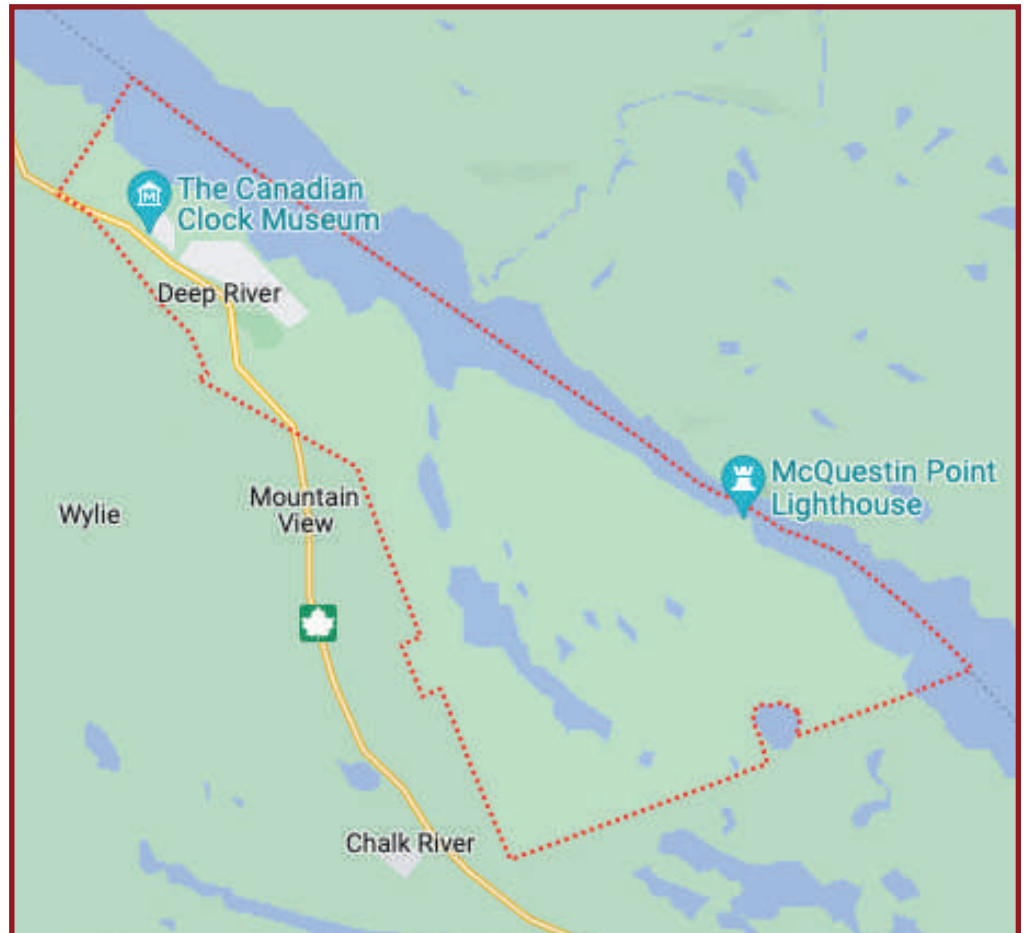 The Canadian
Clock Museum
Deep River
McQuestin Point
Lighthouse
Mountain
View
Wylie
Chalk River